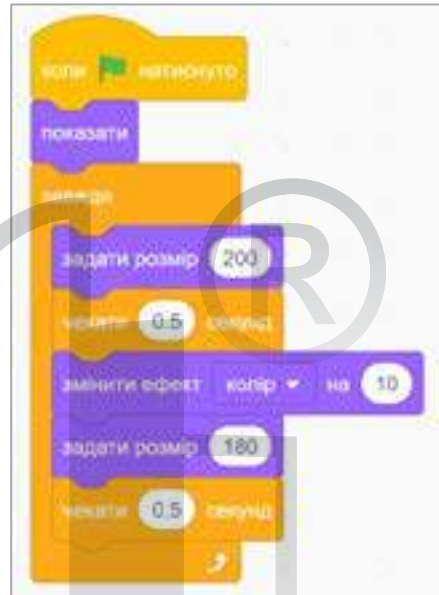 коли натиснуто
показати
завжди
задати розмір 200
чекати 0.5 секунд
змінити ефект колір на 10
задати розмір 180
чекати 0.5 секунд
®